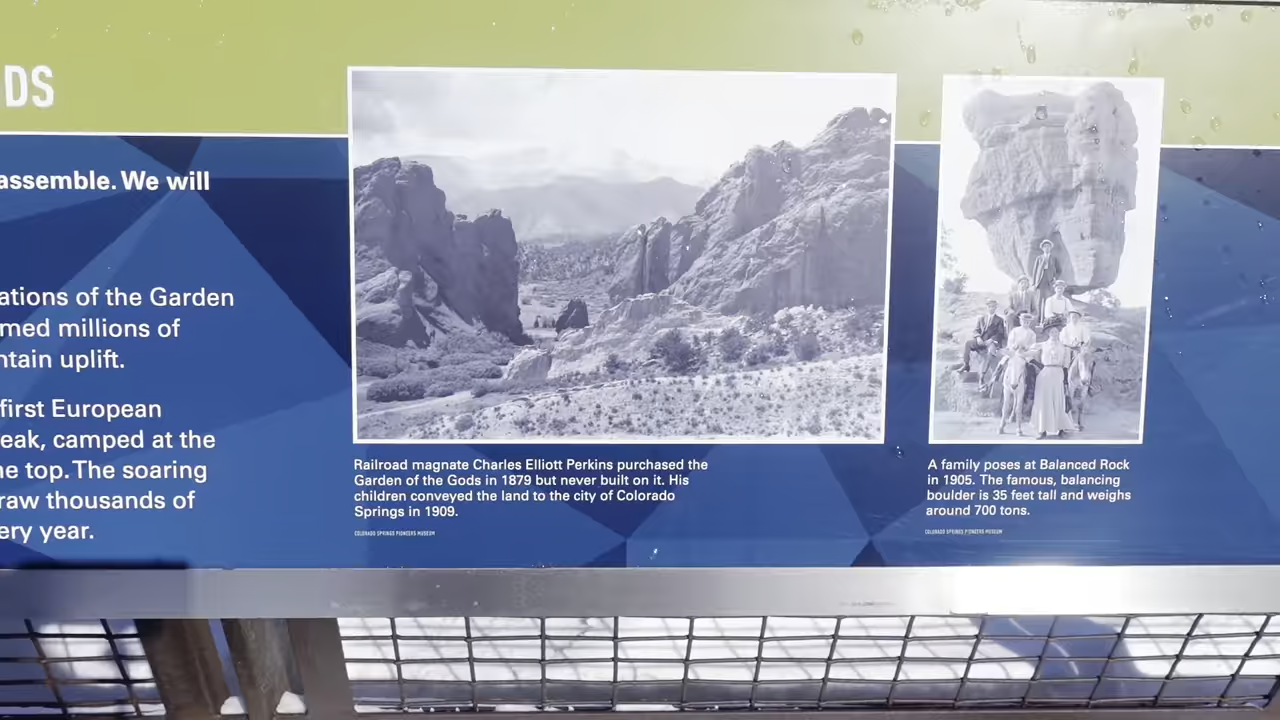 DS
assemble. We will
ations of the Garden
med millions of
ntain uplift.
first European
eak, camped at the
he top. The soaring
raw thousands of
ery year.
Railroad magnate Charles Elliott Perkins purchased the
Garden of the Gods in 1879 but never built on it. His
children conveyed the land to the city of Colorado
Springs in 1909.
COLORADO SPRINGS PIONEERS MUSEUM
A family poses at Balanced Rock
in 1905. The famous, balancing
boulder is 35 feet tall and weighs
around 700 tons.
COLORADO SPRINGS PIONEERS MUSEUM